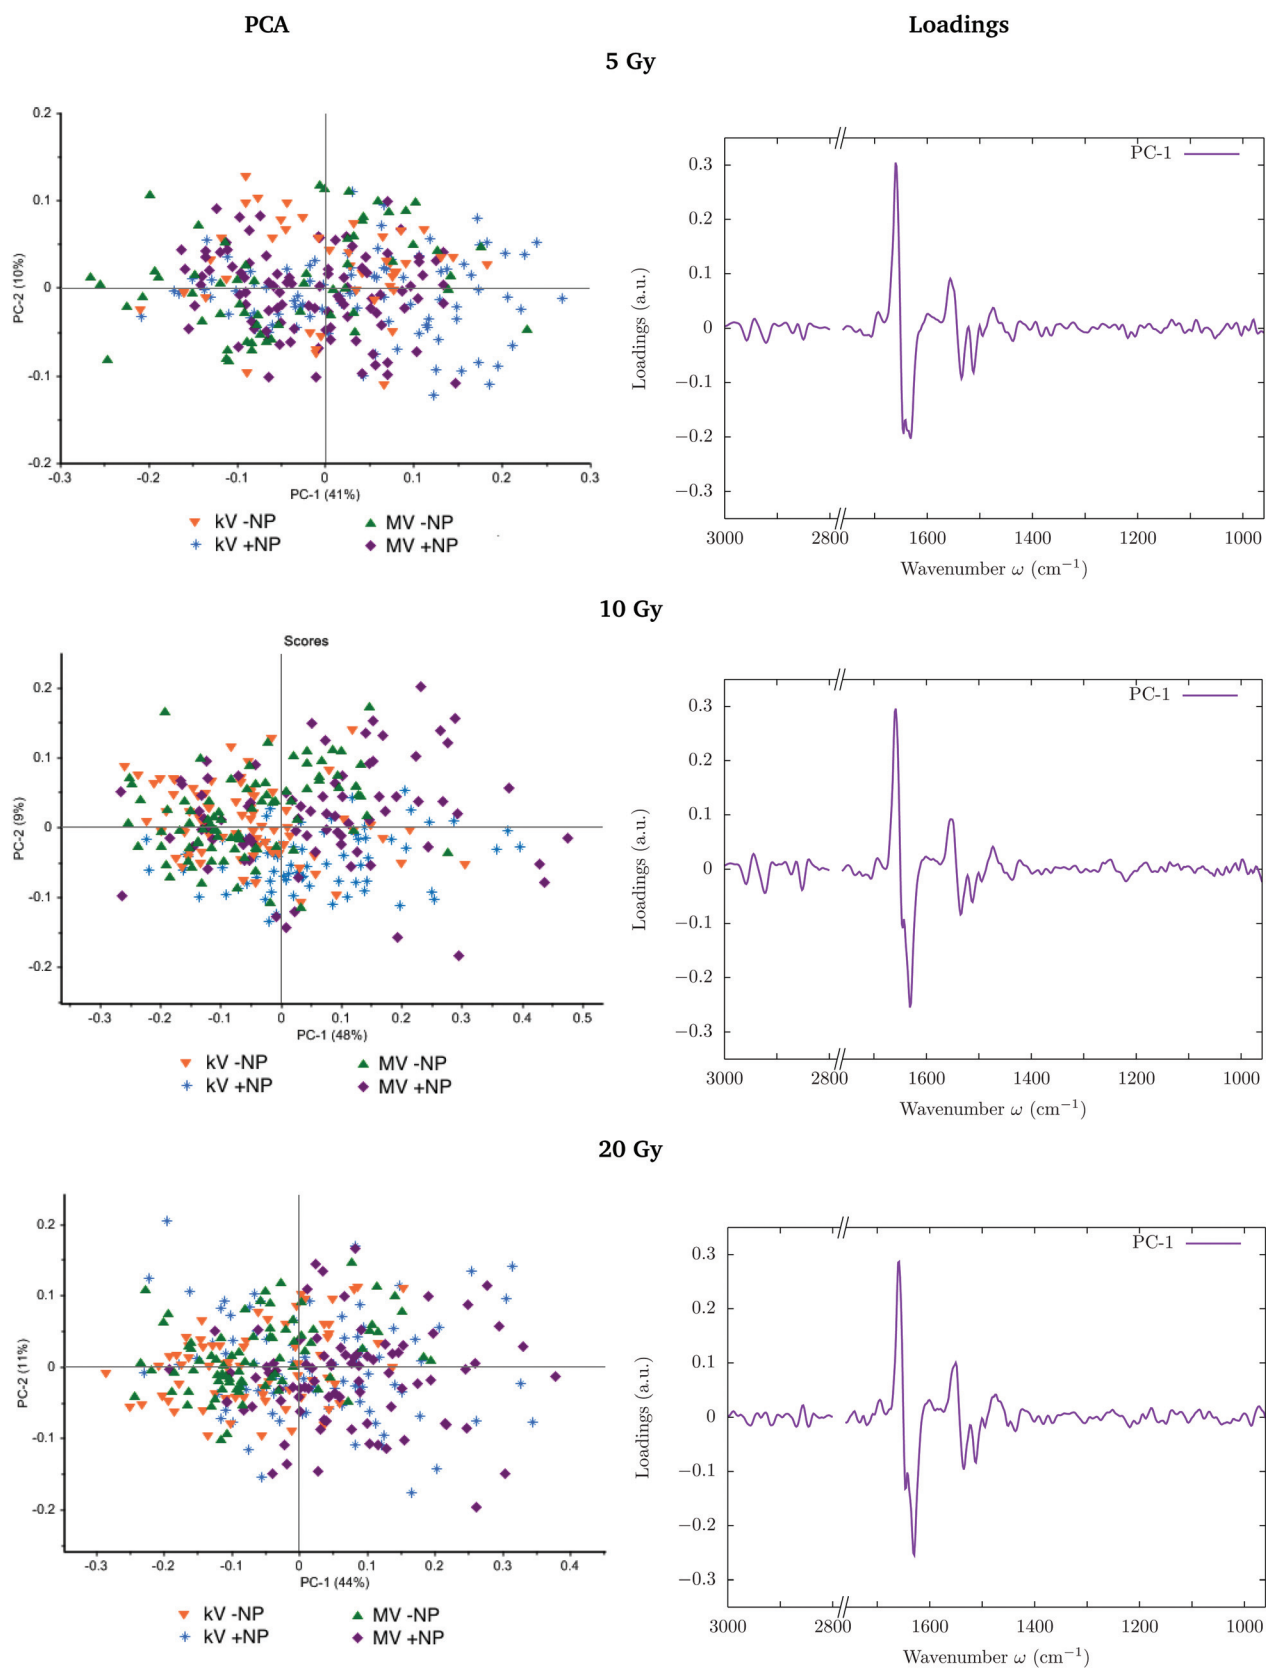 PCA Loadings
5 Gy
0.2
0.1
0
-0.1
-0.2
PC-2 (10%)
-0.3 -0.2 -0.1 0 0.1 0.2 0.3
PC-1 (41%)
kV -NP MV -NP
kV +NP MV +NP
PC-1
0.3
0.2
0.1
0
−0.1
−0.2
−0.3
Loadings (a.u.)
3000 2800 1600 1400 1200 1000
Wavenumber ω (cm−1)
10 Gy
Scores
0.2
0.1
0
-0.1
-0.2
PC-2 (9%)
-0.3 -0.2 -0.1 0 0.1 0.2 0.3 0.4 0.5
PC-1 (48%)
kV -NP MV -NP
kV +NP MV +NP
PC-1
0.3
0.2
0.1
0
−0.1
−0.2
−0.3
Loadings (a.u.)
3000 2800 1600 1400 1200 1000
Wavenumber ω (cm−1)
20 Gy
0.2
0.1
0
-0.1
-0.2
PC-2 (11%)
-0.3 -0.2 -0.1 0 0.1 0.2 0.3 0.4
PC-1 (44%)
kV -NP MV -NP
kV +NP MV +NP
PC-1
0.3
0.2
0.1
0
−0.1
−0.2
−0.3
Loadings (a.u.)
3000 2800 1600 1400 1200 1000
Wavenumber ω (cm−1)